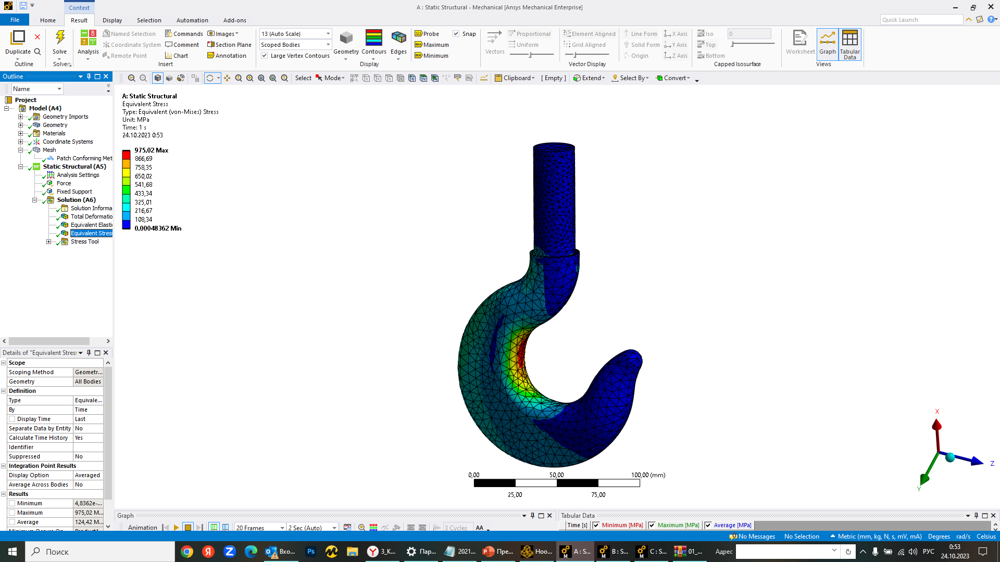 Context
A : Static Structural - Mechanical [Ansys Mechanical Enterprise]
File Home Result Display Selection Automation Add-ons
Quick Launch
Duplicate
Outline
Solve
Solver
Analysis
Named Selection
Coordinate System
Remote Point
Commands
Comment
Chart
Images
Section Plane
Annotation
Insert
13 (Auto Scale)
Scoped Bodies
Large Vertex Contours
Geometry Contours Edges
Display
Probe
Maximum
Minimum
Snap
Vectors
Proportional
Uniform
Element Aligned
Grid Aligned
Line Form
Solid Form
Origin
X Axis
Y Axis
Z Axis
Vector Display
Iso
Top
Bottom
0
Capped Isosurface
Worksheet Graph Tabular Data
Views
Outline
Select Mode Clipboard [ Empty ] Extend Select By Convert
Name
Project
Model (A4)
Geometry Imports
Geometry
Materials
Coordinate Systems
Mesh
Patch Conforming Met
Static Structural (A5)
Analysis Settings
Force
Fixed Support
Solution (A6)
Solution Informa
Total Deformatio
Equivalent Elasti
Equivalent Stress
Stress Tool
A: Static Structural
Equivalent Stress
Type: Equivalent (von-Mises) Stress
Unit: MPa
Time: 1 s
24.10.2023 0:53
975,02 Max
866,69
758,35
650,02
541,68
433,34
325,01
216,67
108,34
0,00048362 Min
0,00 50,00 100,00 (mm)
25,00 75,00
X
Y
Z
Details of "Equivalent Stres
Scope
Scoping Method Geometr...
Geometry All Bodies
Definition
Type Equivale...
By Time
Display Time Last
Separate Data by Entity No
Calculate Time History Yes
Identifier
Suppressed No
Integration Point Results
Display Option Averaged
Average Across Bodies No
Results
Minimum 4,8362e-...
Maximum 975,02 M...
Average 124,42 M...
Graph
Animation 20 Frames 2 Sec (Auto) 3 Cycles AA
Tabular Data
Time [s] Minimum [MPa] Maximum [MPa] Average [MPa]
No Messages No Selection Metric (mm, kg, N, s, mV, mA) Degrees rad/s Celsius
Поиск
Вхо... 3_К... Пар... 2021... Пре... Hoo... A : S... B : S... C : S... 01_...
Адрес
РУС
0:53
24.10.2023